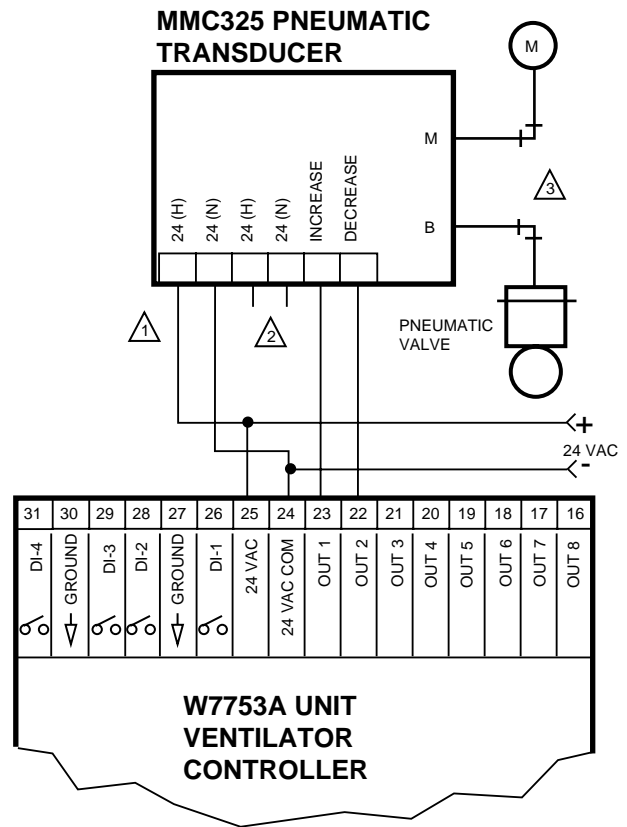 MMC325 PNEUMATIC
TRANSDUCER
M
M
24 (H)
24 (N)
24 (H)
24 (N)
INCREASE
DECREASE
B
3
1
2
PNEUMATIC
VALVE
+
24 VAC
-
31 30 29 28 27 26 25 24 23 22 21 20 19 18 17 16
DI-4
GROUND
DI-3
DI-2
GROUND
DI-1
24 VAC
24 VAC COM
OUT 1
OUT 2
OUT 3
OUT 4
OUT 5
OUT 6
OUT 7
OUT 8
W7753A UNIT
VENTILATOR
CONTROLLER